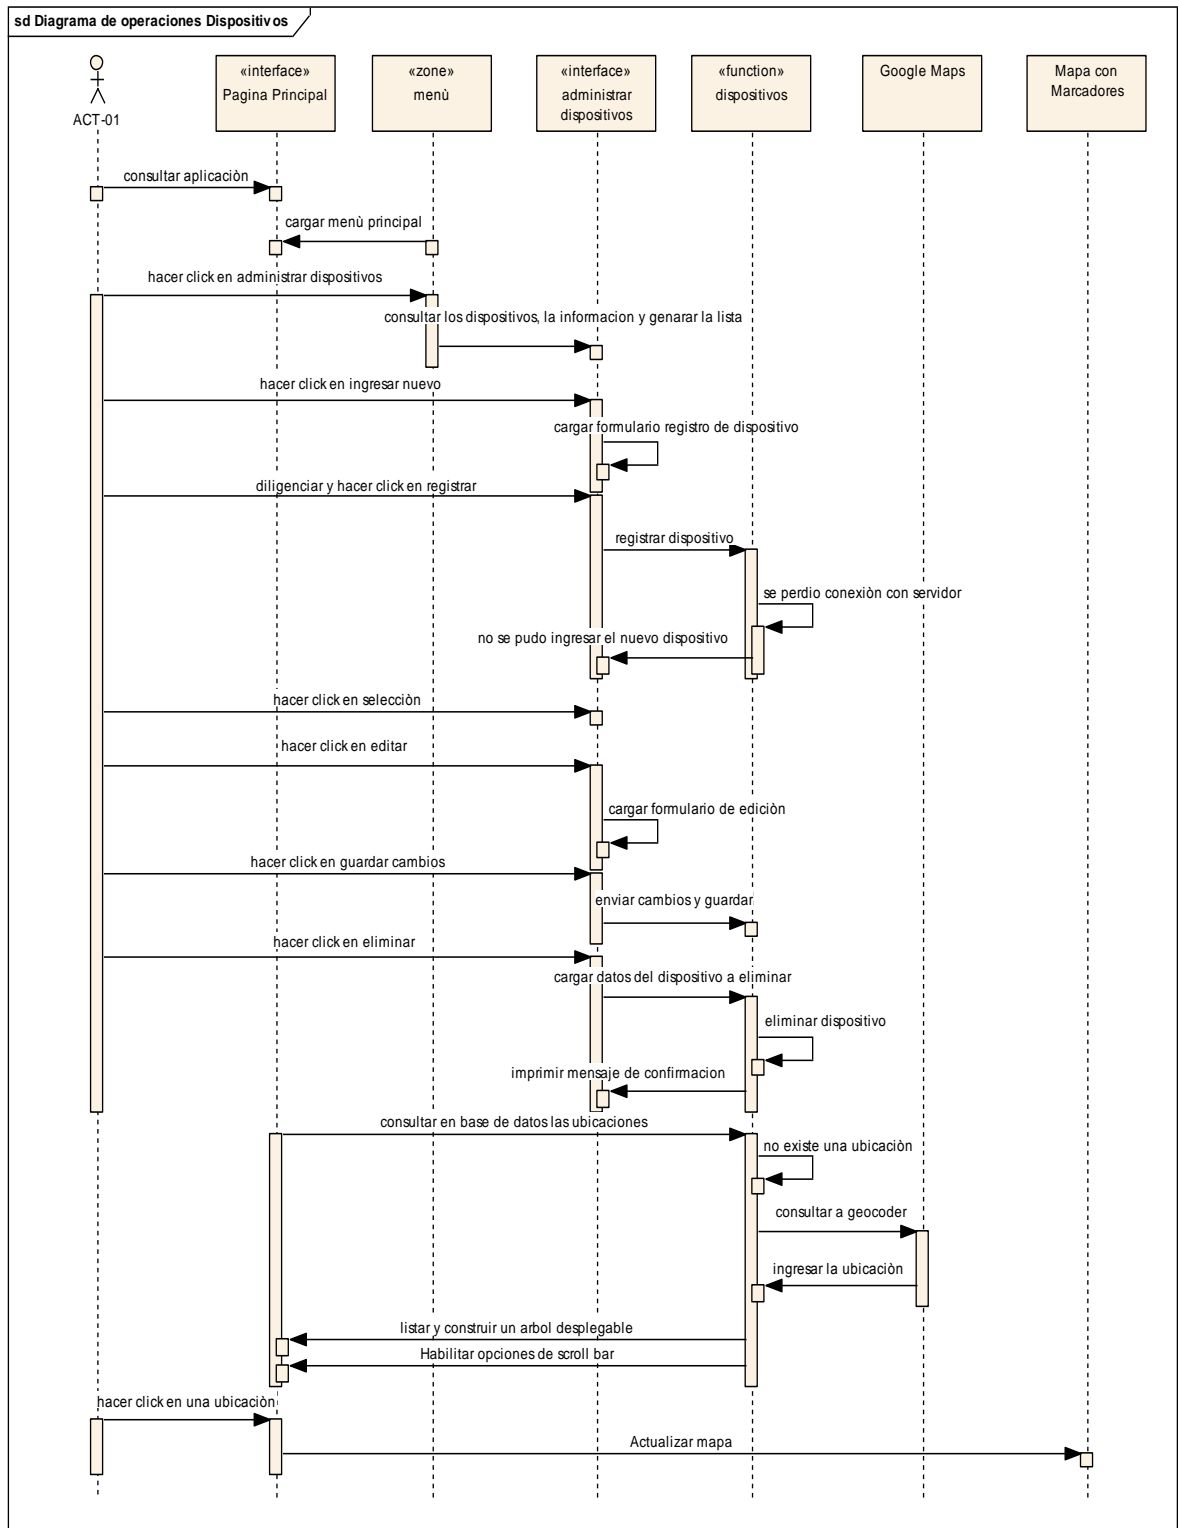 sd Diagrama de operaciones Dispositivos
ACT-01
«interface»
Pagina Principal
«zone»
menù
«interface»
administrar
dispositivos
«function»
dispositivos
Google Maps
Mapa con
Marcadores
consultar aplicaciòn
cargar menù principal
hacer click en administrar dispositivos
consultar los dispositivos, la informacion y genarar la lista
hacer click en ingresar nuevo
cargar formulario registro de dispositivo
diligenciar y hacer click en registrar
registrar dispositivo
se perdio conexiòn con servidor
no se pudo ingresar el nuevo dispositivo
hacer click en selecciòn
hacer click en editar
cargar formulario de ediciòn
hacer click en guardar cambios
enviar cambios y guardar
hacer click en eliminar
cargar datos del dispositivo a eliminar
eliminar dispositivo
imprimir mensaje de confirmacion
consultar en base de datos las ubicaciones
no existe una ubicaciòn
consultar a geocoder
ingresar la ubicaciòn
listar y construir un arbol desplegable
Habilitar opciones de scroll bar
hacer click en una ubicaciòn
Actualizar mapa